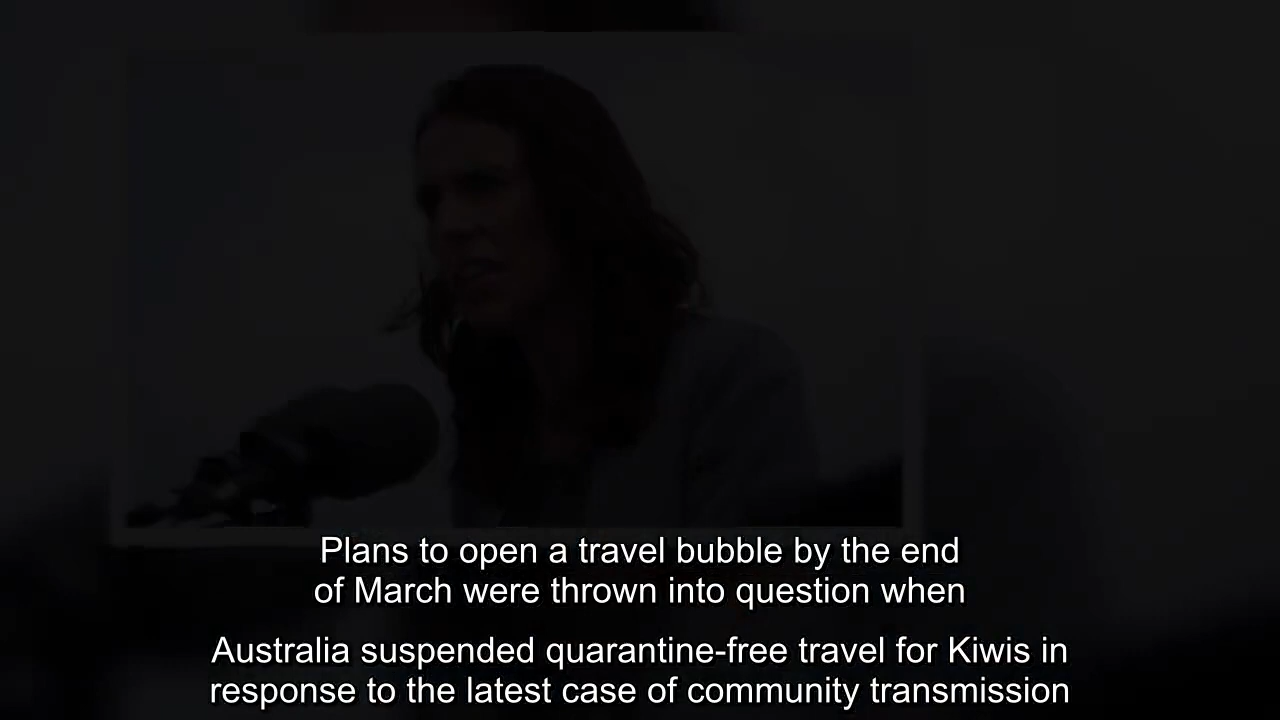 Plans to open a travel bubble by the end
of March were thrown into question when
Australia suspended quarantine-free travel for Kiwis in
response to the latest case of community transmission